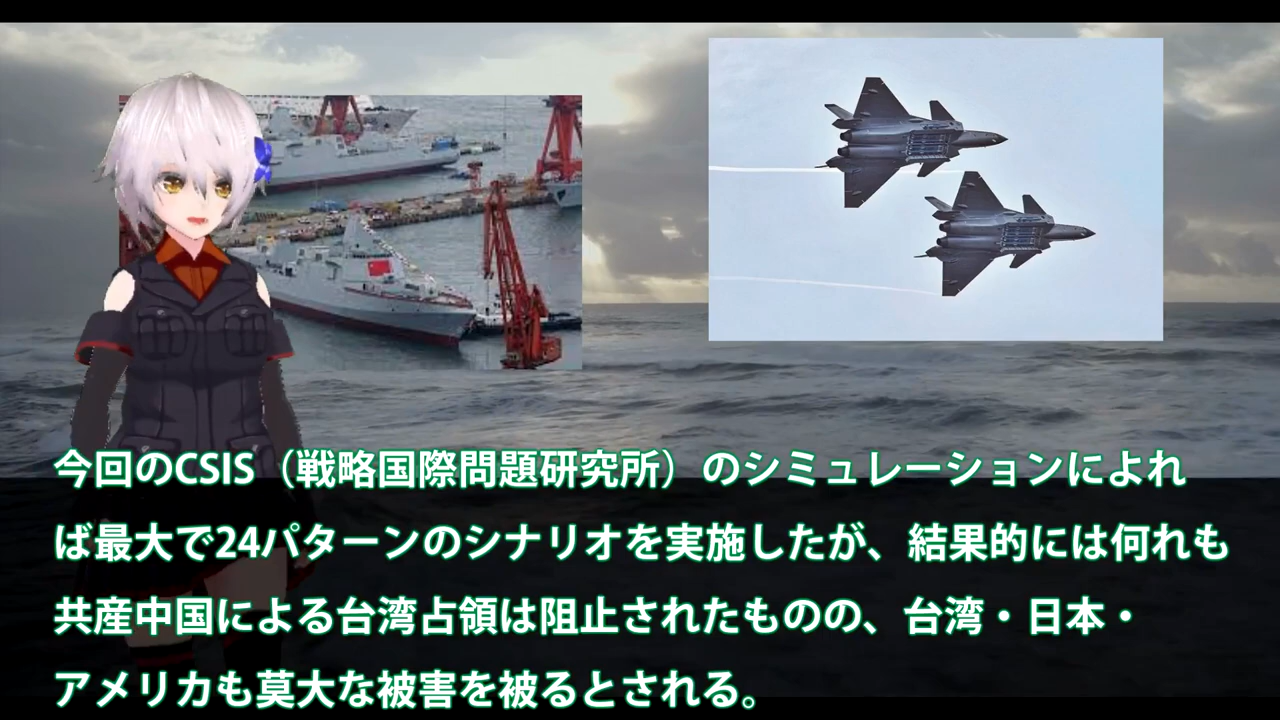 今回のCSIS（戦略国際問題研究所）のシミュレーションによれ
ば最大で24パターンのシナリオを実施したが、結果的には何れも
共産中国による台湾占領は阻止されたものの、台湾・日本・
アメリカも莫大な被害を被るとされる。